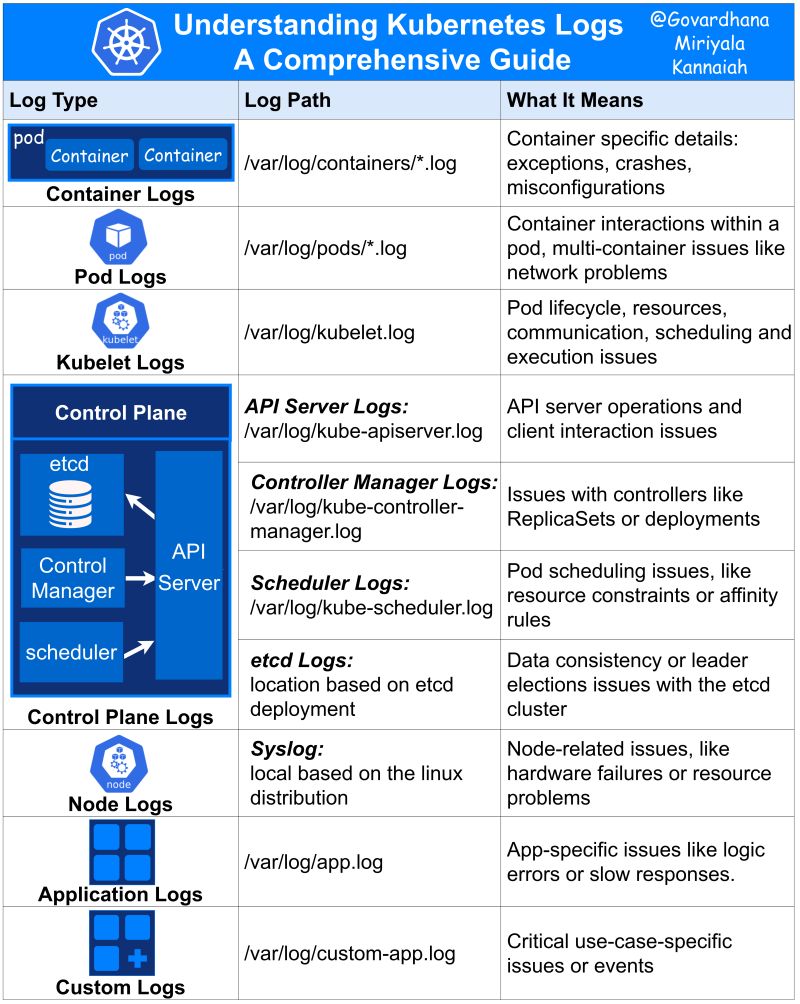 Understanding Kubernetes Logs
A Comprehensive Guide
@Govardhana
Miriyala
Kannaiah
Log Type
Log Path
What It Means
pod
Container
Container
Container Logs
/var/log/containers/*.log
Container specific details:
exceptions, crashes,
misconfigurations
pod
Pod Logs
/var/log/pods/*.log
Container interactions within a
pod, multi-container issues like
network problems
kubelet
Kubelet Logs
/var/log/kubelet.log
Pod lifecycle, resources,
communication, scheduling and
execution issues
Control Plane
etcd
Control
Manager
scheduler
API
Server
Control Plane Logs
API Server Logs:
/var/log/kube-apiserver.log
API server operations and
client interaction issues
Controller Manager Logs:
/var/log/kube-controller-
manager.log
Issues with controllers like
ReplicaSets or deployments
Scheduler Logs:
/var/log/kube-scheduler.log
Pod scheduling issues, like
resource constraints or affinity
rules
etcd Logs:
location based on etcd
deployment
Data consistency or leader
elections issues with the etcd
cluster
node
Node Logs
Syslog:
local based on the linux
distribution
Node-related issues, like
hardware failures or resource
problems
Application Logs
/var/log/app.log
App-specific issues like logic
errors or slow responses.
Custom Logs
/var/log/custom-app.log
Critical use-case-specific
issues or events